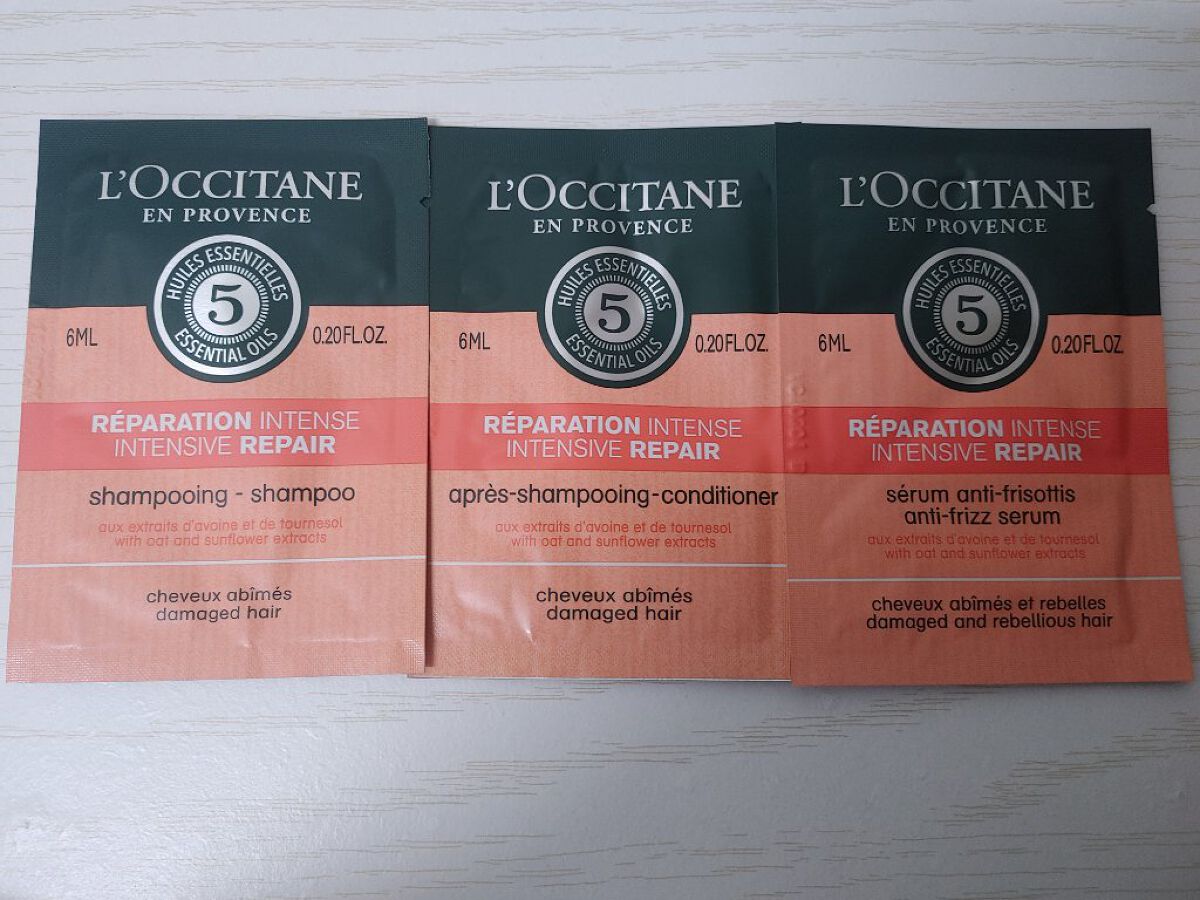 L'OCCITANE
EN PROVENCE
HUILES ESSENTIELLES
5
ESSENTIAL OILS
6ML
0.20FL.OZ.
RÉPARATION INTENSE
INTENSIVE REPAIR
shampooing - shampoo
aux extraits d'avoine et de tournesol
with oat and sunflower extracts
cheveux abîmés
damaged hair
L'OCCITANE
EN PROVENCE
HUILES ESSENTIELLES
5
ESSENTIAL OILS
6ML
0.20FL.OZ.
RÉPARATION INTENSE
INTENSIVE REPAIR
après-shampooing-conditioner
aux extraits d'avoine et de tournesol
with oat and sunflower extracts
cheveux abîmés
damaged hair
L'OCCITANE
EN PROVENCE
HUILES ESSENTIELLES
5
ESSENTIAL OILS
6ML
0.20FL.OZ.
RÉPARATION INTENSE
INTENSIVE REPAIR
sérum anti-frisottis
anti-frizz serum
aux extraits d'avoine et de tournesol
with oat and sunflower extracts
cheveux abîmés et rebelles
damaged and rebellious hair